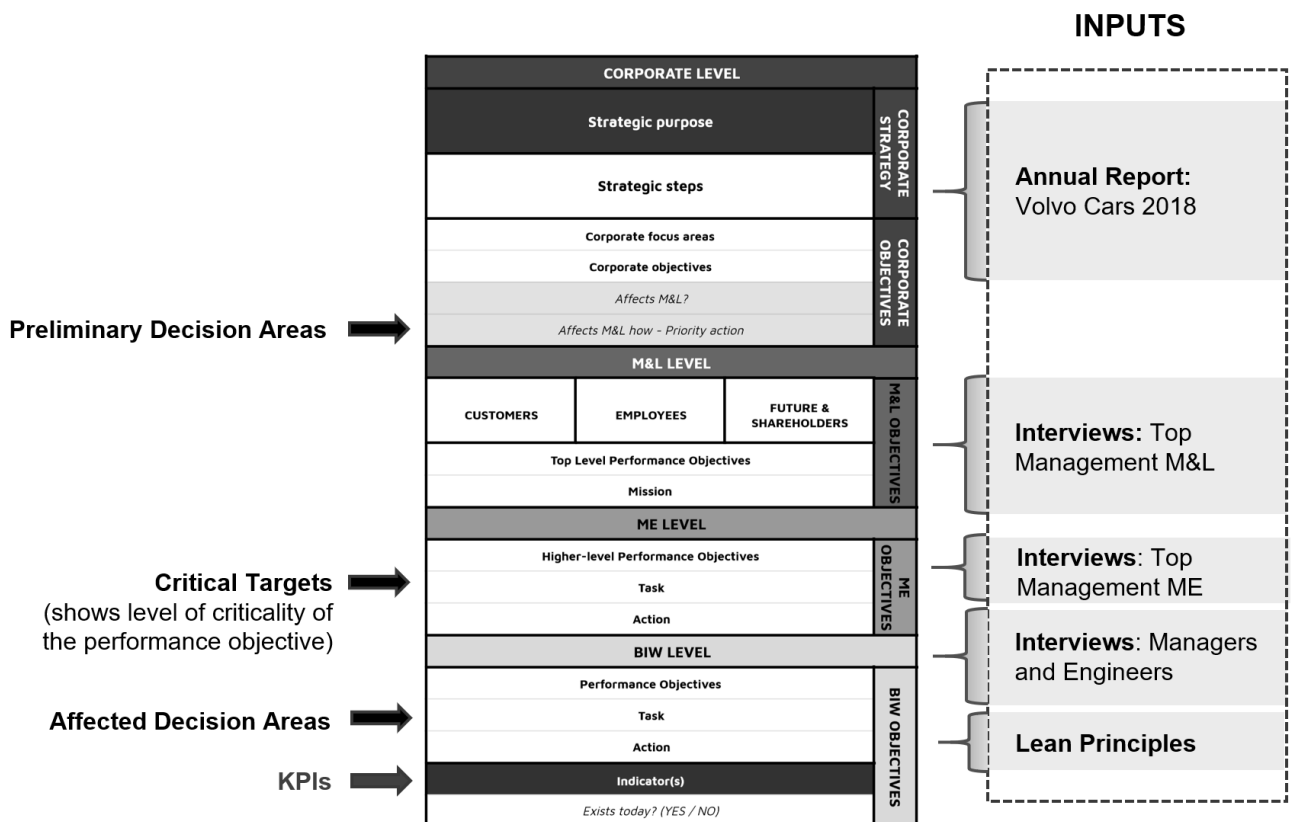 INPUTS
CORPORATE LEVEL
Strategic purpose
Strategic steps
CORPORATE
STRATEGY
Annual Report:
Volvo Cars 2018
Corporate focus areas
Corporate objectives
Affects M&L?
Affects M&L how - Priority action
CORPORATE
OBJECTIVES
Preliminary Decision Areas
M&L LEVEL
CUSTOMERS
EMPLOYEES
FUTURE &
SHAREHOLDERS
Top Level Performance Objectives
Mission
M&L OBJECTIVES
Interviews: Top
Management M&L
ME LEVEL
Higher-level Performance Objectives
Task
Action
ME
OBJECTIVES
Interviews: Top
Management ME
Critical Targets
(shows level of criticality of
the performance objective)
BIW LEVEL
Performance Objectives
Task
Action
Indicator(s)
Exists today? (YES / NO)
BIW OBJECTIVES
Interviews: Managers
and Engineers
Affected Decision Areas
Lean Principles
KPIs